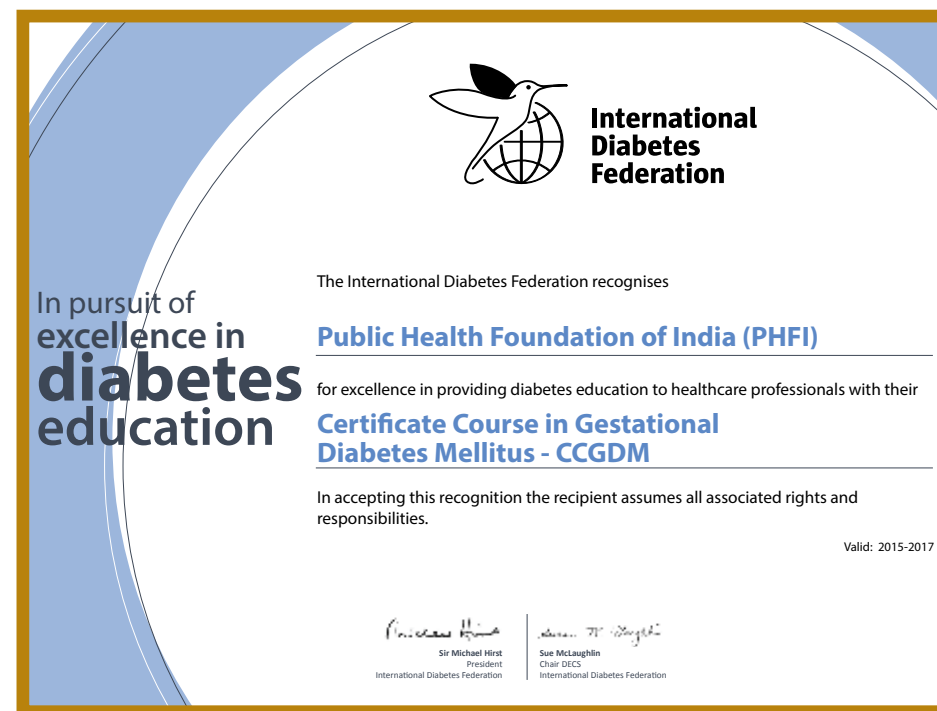 International
Diabetes
Federation
The International Diabetes Federation recognises
In pursuit of
excellence in
diabetes
education
Public Health Foundation of India (PHFI)
for excellence in providing diabetes education to healthcare professionals with their
Certificate Course in Gestational
Diabetes Mellitus - CCGDM
In accepting this recognition the recipient assumes all associated rights and
responsibilities.
Valid: 2015-2017
Sir Michael Hirst
President
International Diabetes Federation
Sue McLaughlin
Chair DECS
International Diabetes Federation